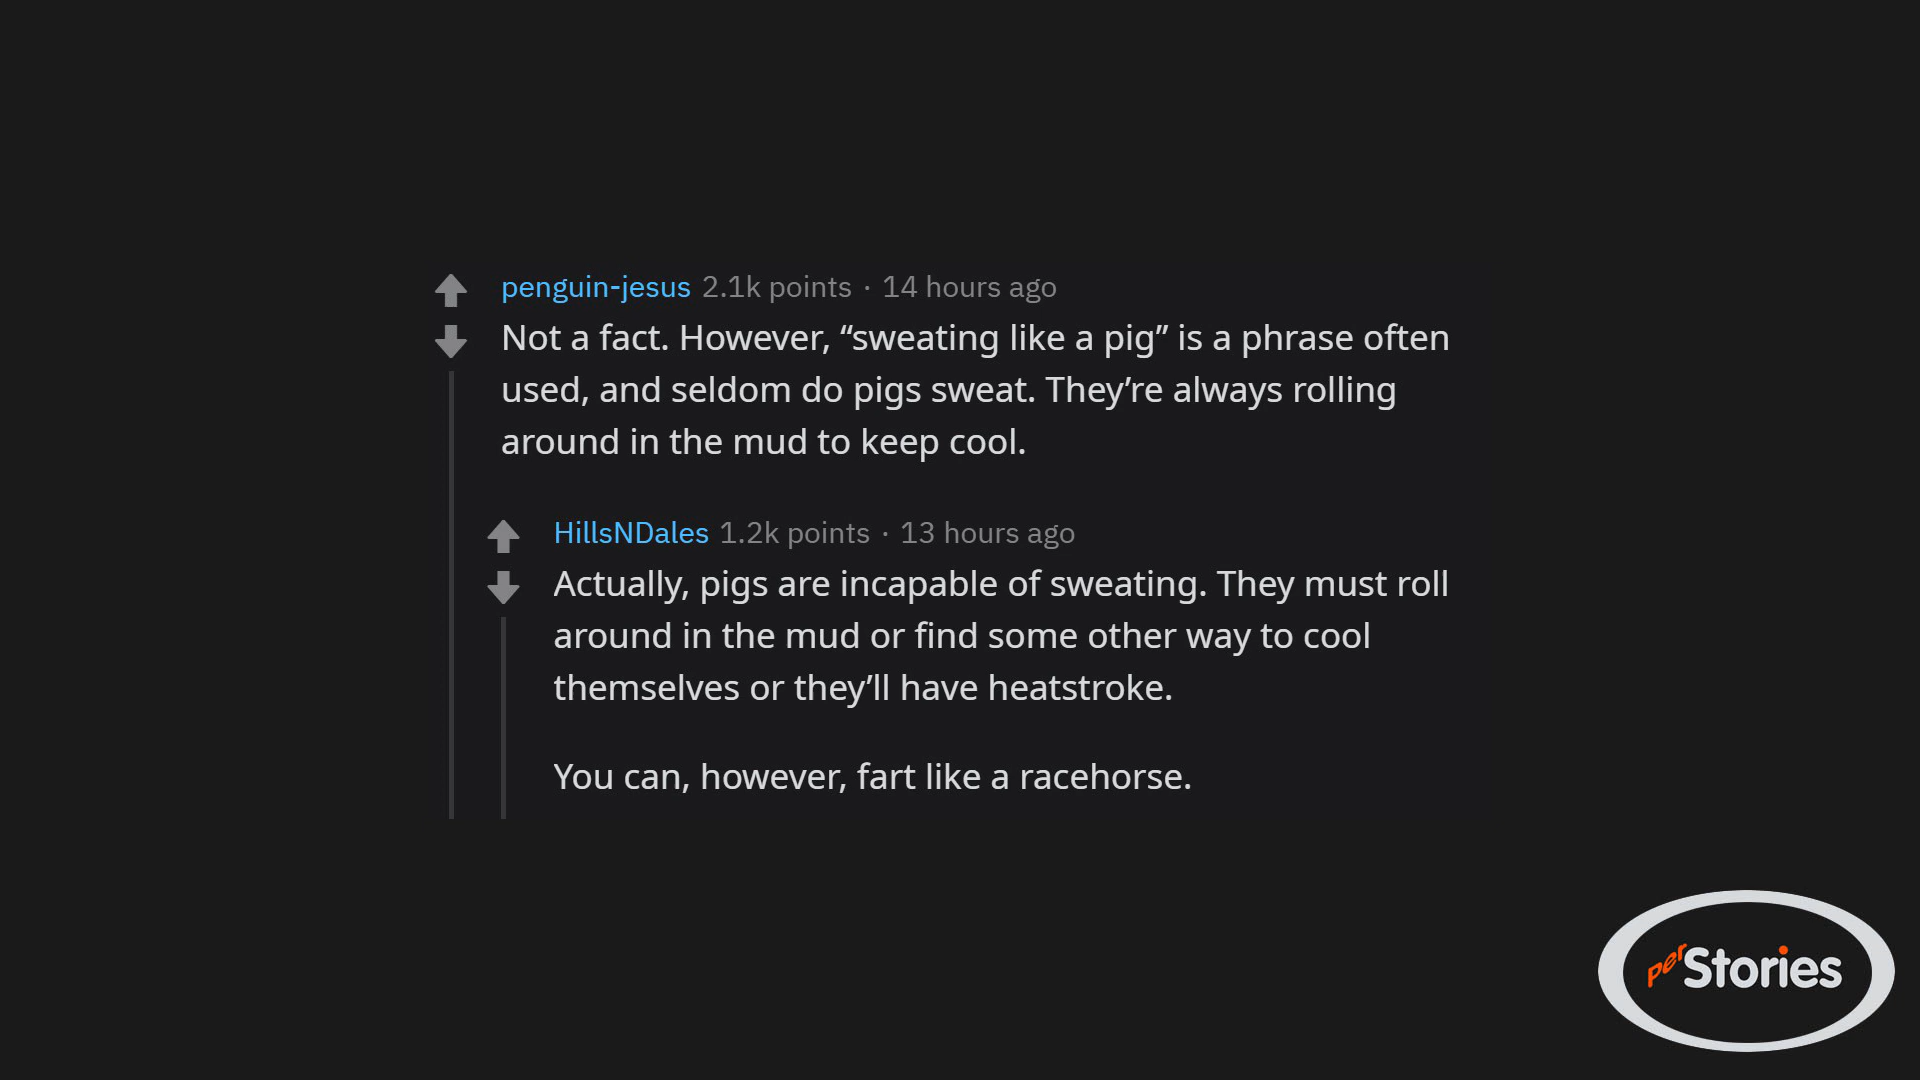 penguin-jesus 2.1k points · 14 hours ago
Not a fact. However, “sweating like a pig” is a phrase often
used, and seldom do pigs sweat. They’re always rolling
around in the mud to keep cool.
HillsNDales 1.2k points · 13 hours ago
Actually, pigs are incapable of sweating. They must roll
around in the mud or find some other way to cool
themselves or they’ll have heatstroke.
You can, however, fart like a racehorse.
perStories